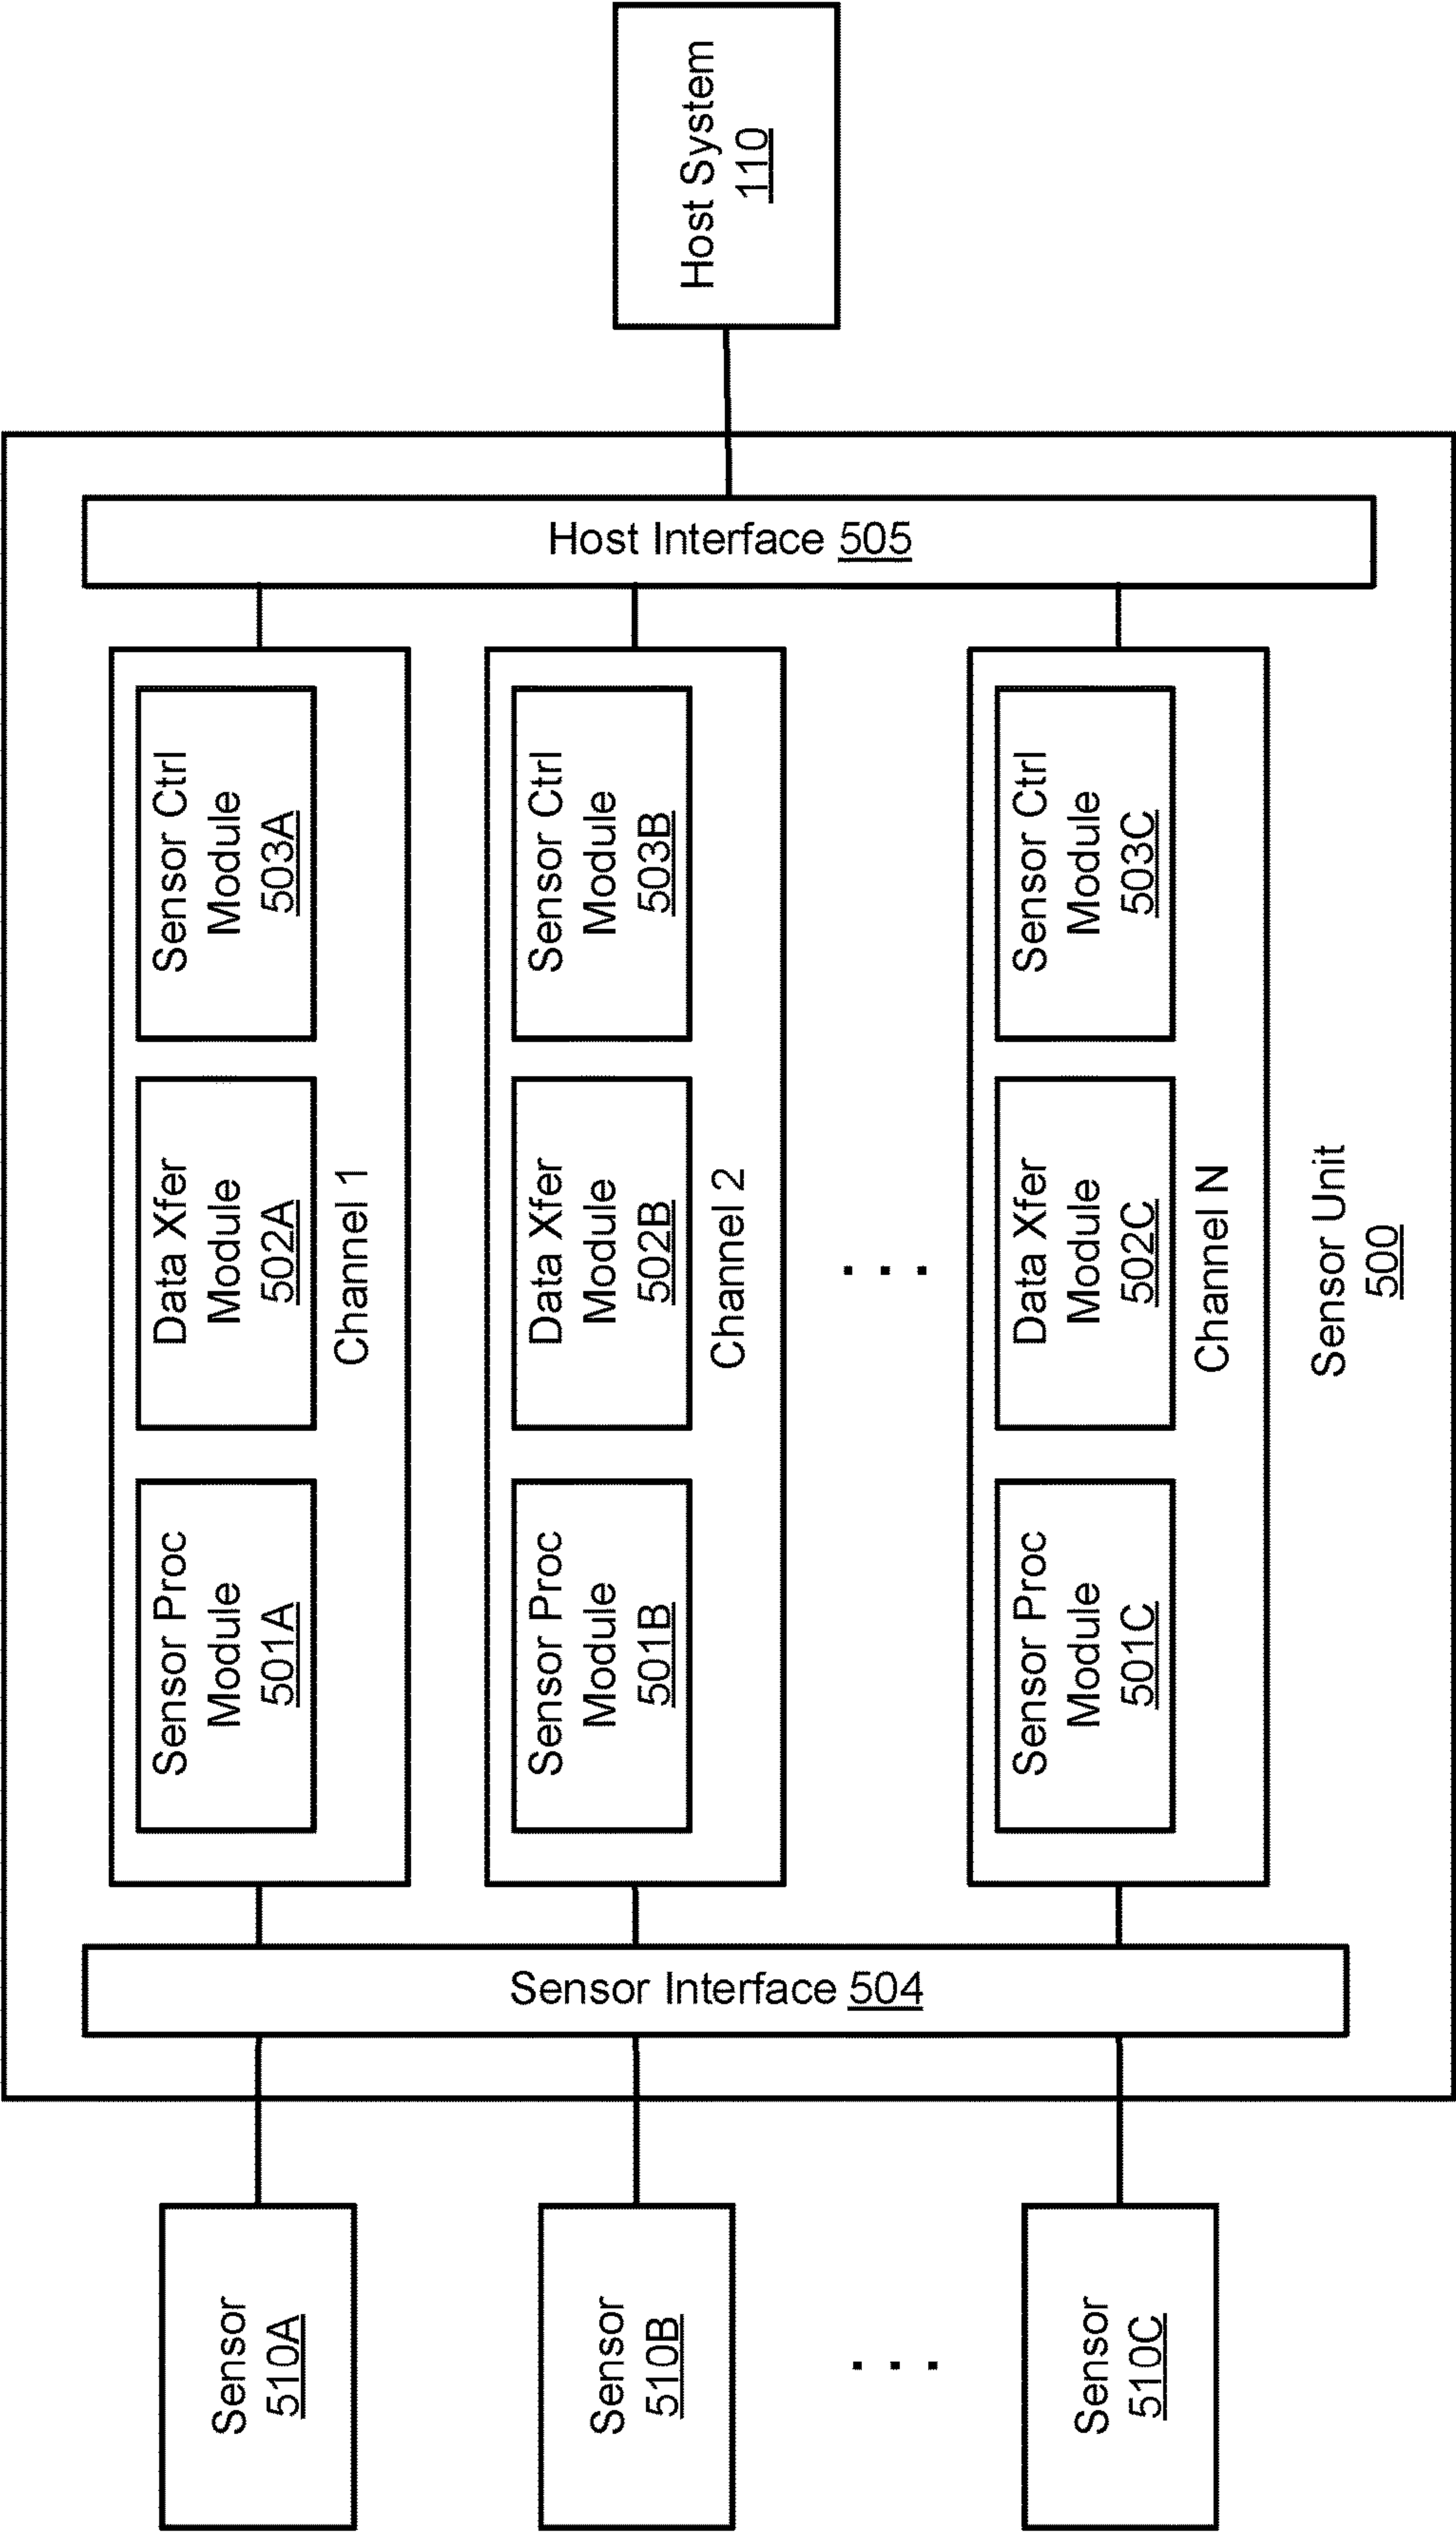 Sensor
510A
Sensor
510B
. . .
Sensor
510C
Sensor Interface 504
Sensor Proc
Module
501A
Data Xfer
Module
502A
Sensor Ctrl
Module
503A
Channel 1
Sensor Proc
Module
501B
Data Xfer
Module
502B
Sensor Ctrl
Module
503B
Channel 2
. . .
Sensor Proc
Module
501C
Data Xfer
Module
502C
Sensor Ctrl
Module
503C
Channel N
Sensor Unit
500
Host Interface 505
Host System
110